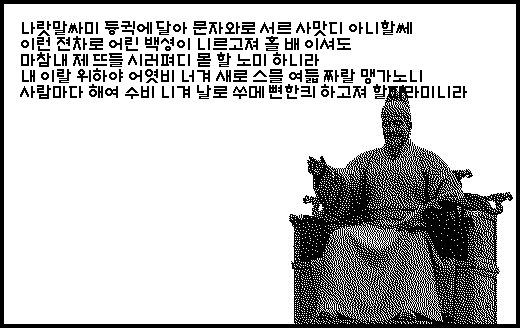 나랏말싸미 듕귁에 달아 문자와로 서르 사맛디 아니할쎄
이런 젼차로 어린 백셩이 니르고져 홀 배 이셔도
마참내 제 뜨들 시러펴디 몯 할 노미 하니라
내 이랄 위하야 어엿비 너겨 새로 스믈 여듧 짜랄 맹가노니
사람마다 해여 수비 니겨 날로 쑤메 뼌한킈 하고져 할따라미니라